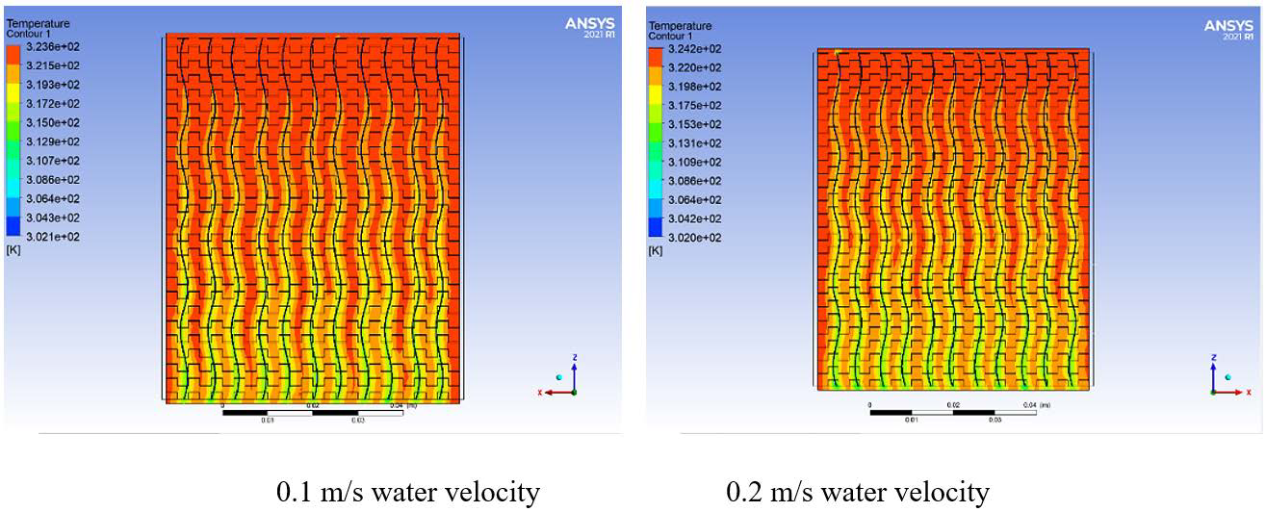 Temperature
Contour 1
3.236e+02
3.215e+02
3.193e+02
3.172e+02
3.150e+02
3.129e+02
3.107e+02
3.086e+02
3.064e+02
3.043e+02
3.021e+02
[K]
ANSYS
2021 R1
Z
X
0
0.02
0.04 (m)
0.01
0.03
Temperature
Contour 1
3.242e+02
3.220e+02
3.198e+02
3.175e+02
3.153e+02
3.131e+02
3.109e+02
3.086e+02
3.064e+02
3.042e+02
3.020e+02
[K]
ANSYS
2021 R1
Z
X
0
0.02
0.04 (m)
0.01
0.03
0.1 m/s water velocity
0.2 m/s water velocity